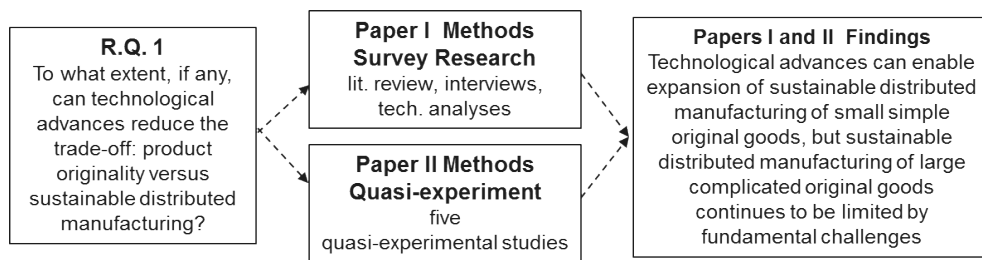 R.Q. 1
To what extent, if any,
can technological
advances reduce the
trade-off: product
originality versus
sustainable distributed
manufacturing?
Paper I Methods
Survey Research
lit. review, interviews,
tech. analyses
Paper II Methods
Quasi-experiment
five
quasi-experimental studies
Papers I and II Findings
Technological advances can enable
expansion of sustainable distributed
manufacturing of small simple
original goods, but sustainable
distributed manufacturing of large
complicated original goods
continues to be limited by
fundamental challenges